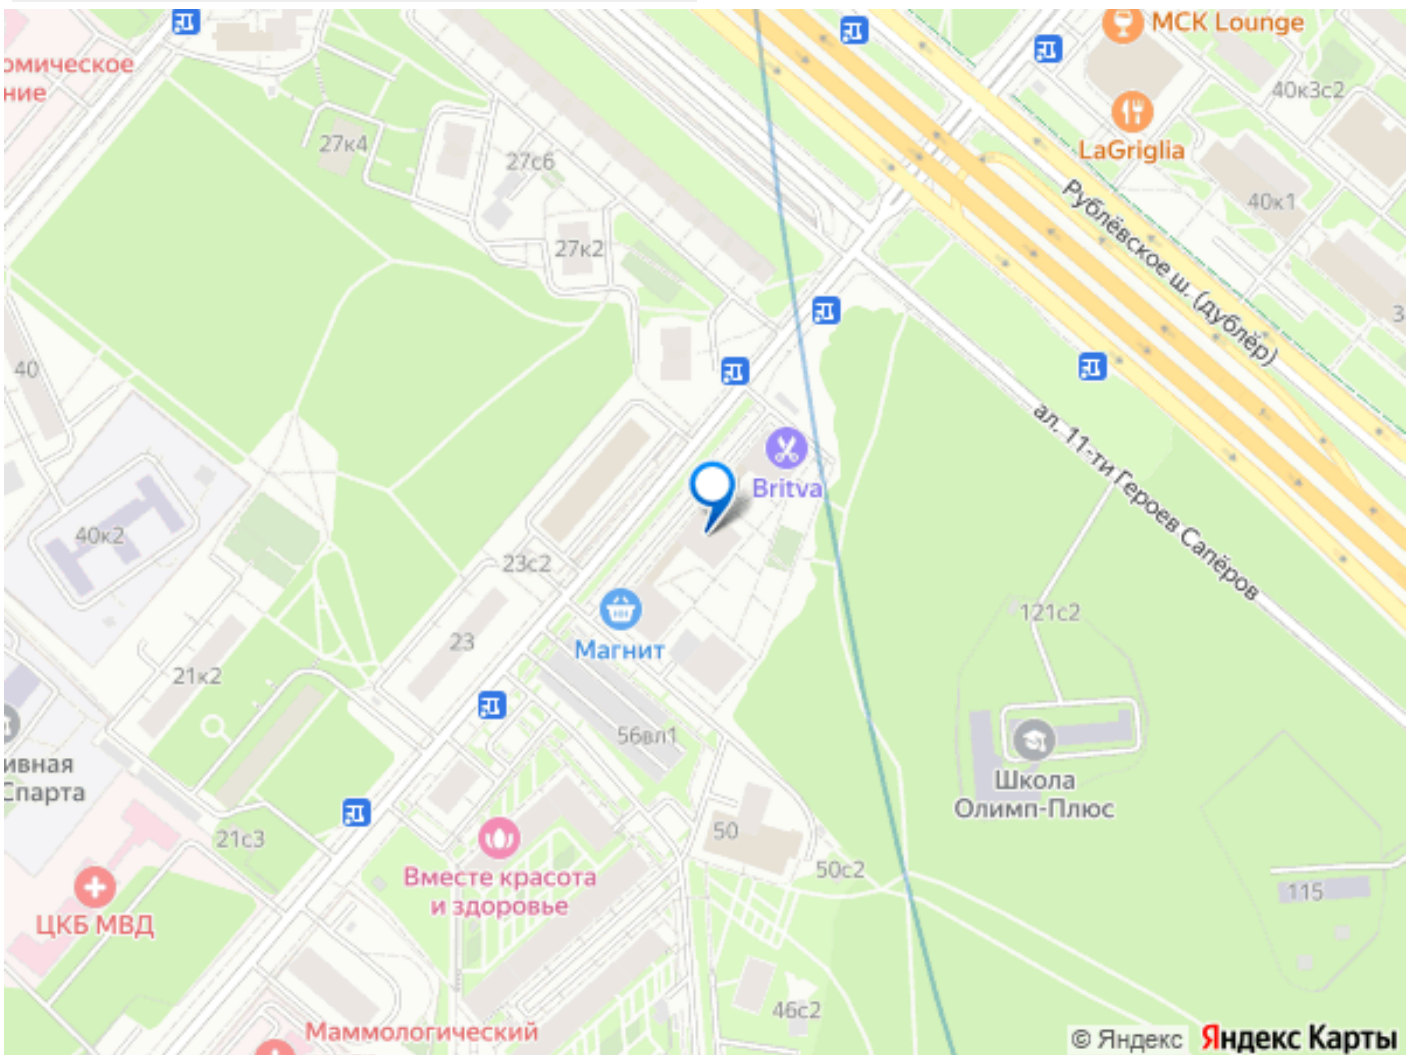 МСК Lounge
омическое
ние
40к3с2
27к4
LaGriglia
27с6
40к1
Рублёвское ш. (дублёр)
27к2
3
40
ал. 11-ти Героев Сапёров
Britva
40к2
23с2
121с2
23
Магнит
21к2
56вл1
ивная
Спарта
Школа
Олимп-Плюс
50
21с3
50с2
Вместе красота
и здоровье
115
ЦКБ МВД
46с2
Маммологический
© Яндекс Яндекс Карты